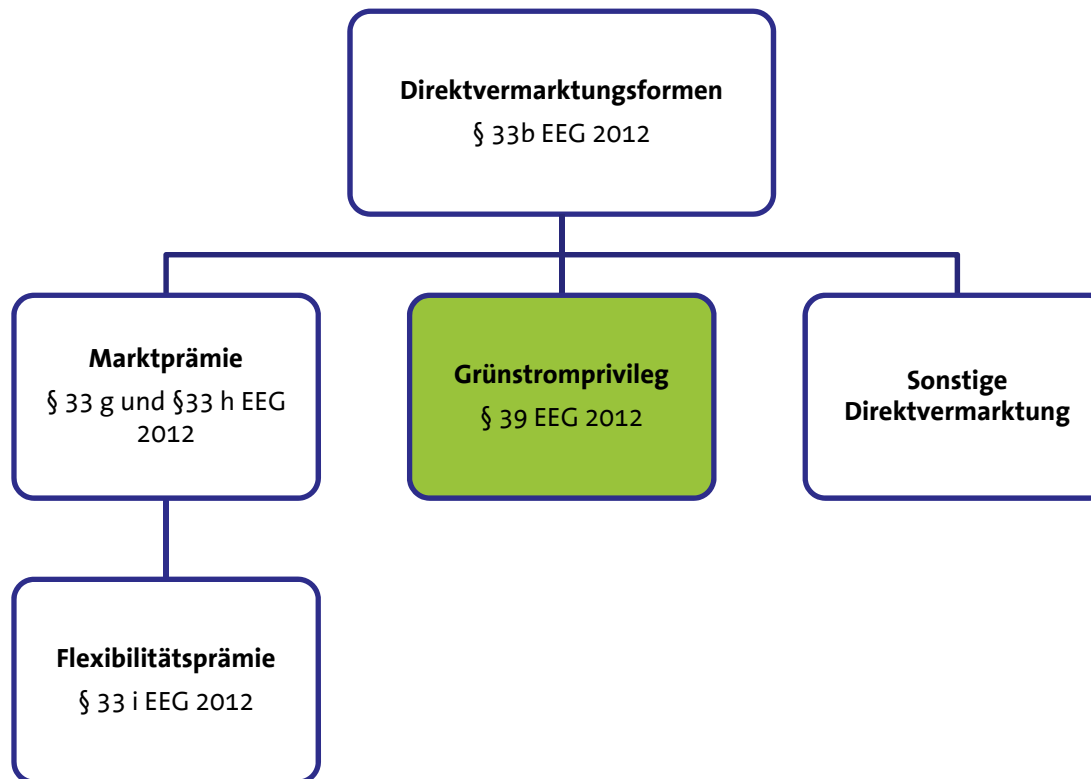 Direktvermarktungsformen
§ 33b EEG 2012
Marktprämie
§ 33 g und §33 h EEG
2012
Grünstromprivileg
§ 39 EEG 2012
Sonstige
Direktvermarktung
Flexibilitätsprämie
§ 33 i EEG 2012